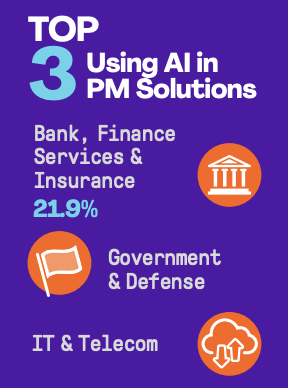 TOP
3 Using AI in
PM Solutions
Bank, Finance
Services &
Insurance
21.9%
Government
& Defense
IT & Telecom